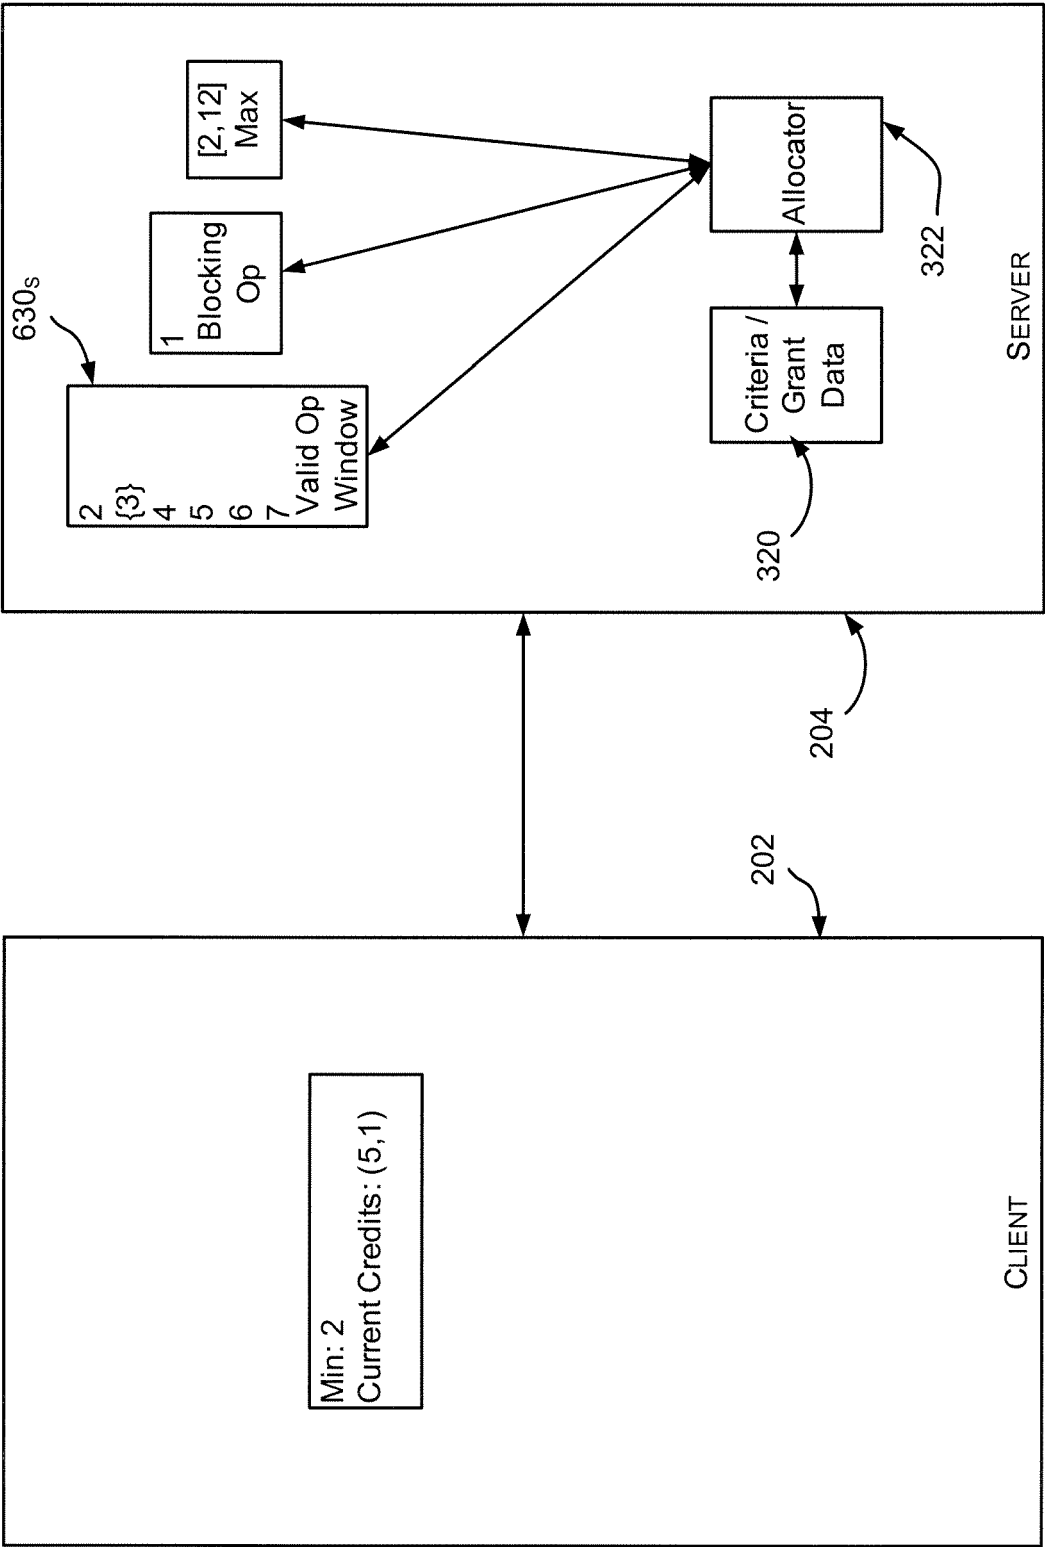 Min: 2
Current Credits: (5,1)
CLIENT
202
204
630S
2
{3}
4
5
6
7
Valid Op
Window
1
Blocking
Op
[2,12]
Max
320
Criteria /
Grant
Data
Allocator
322
SERVER